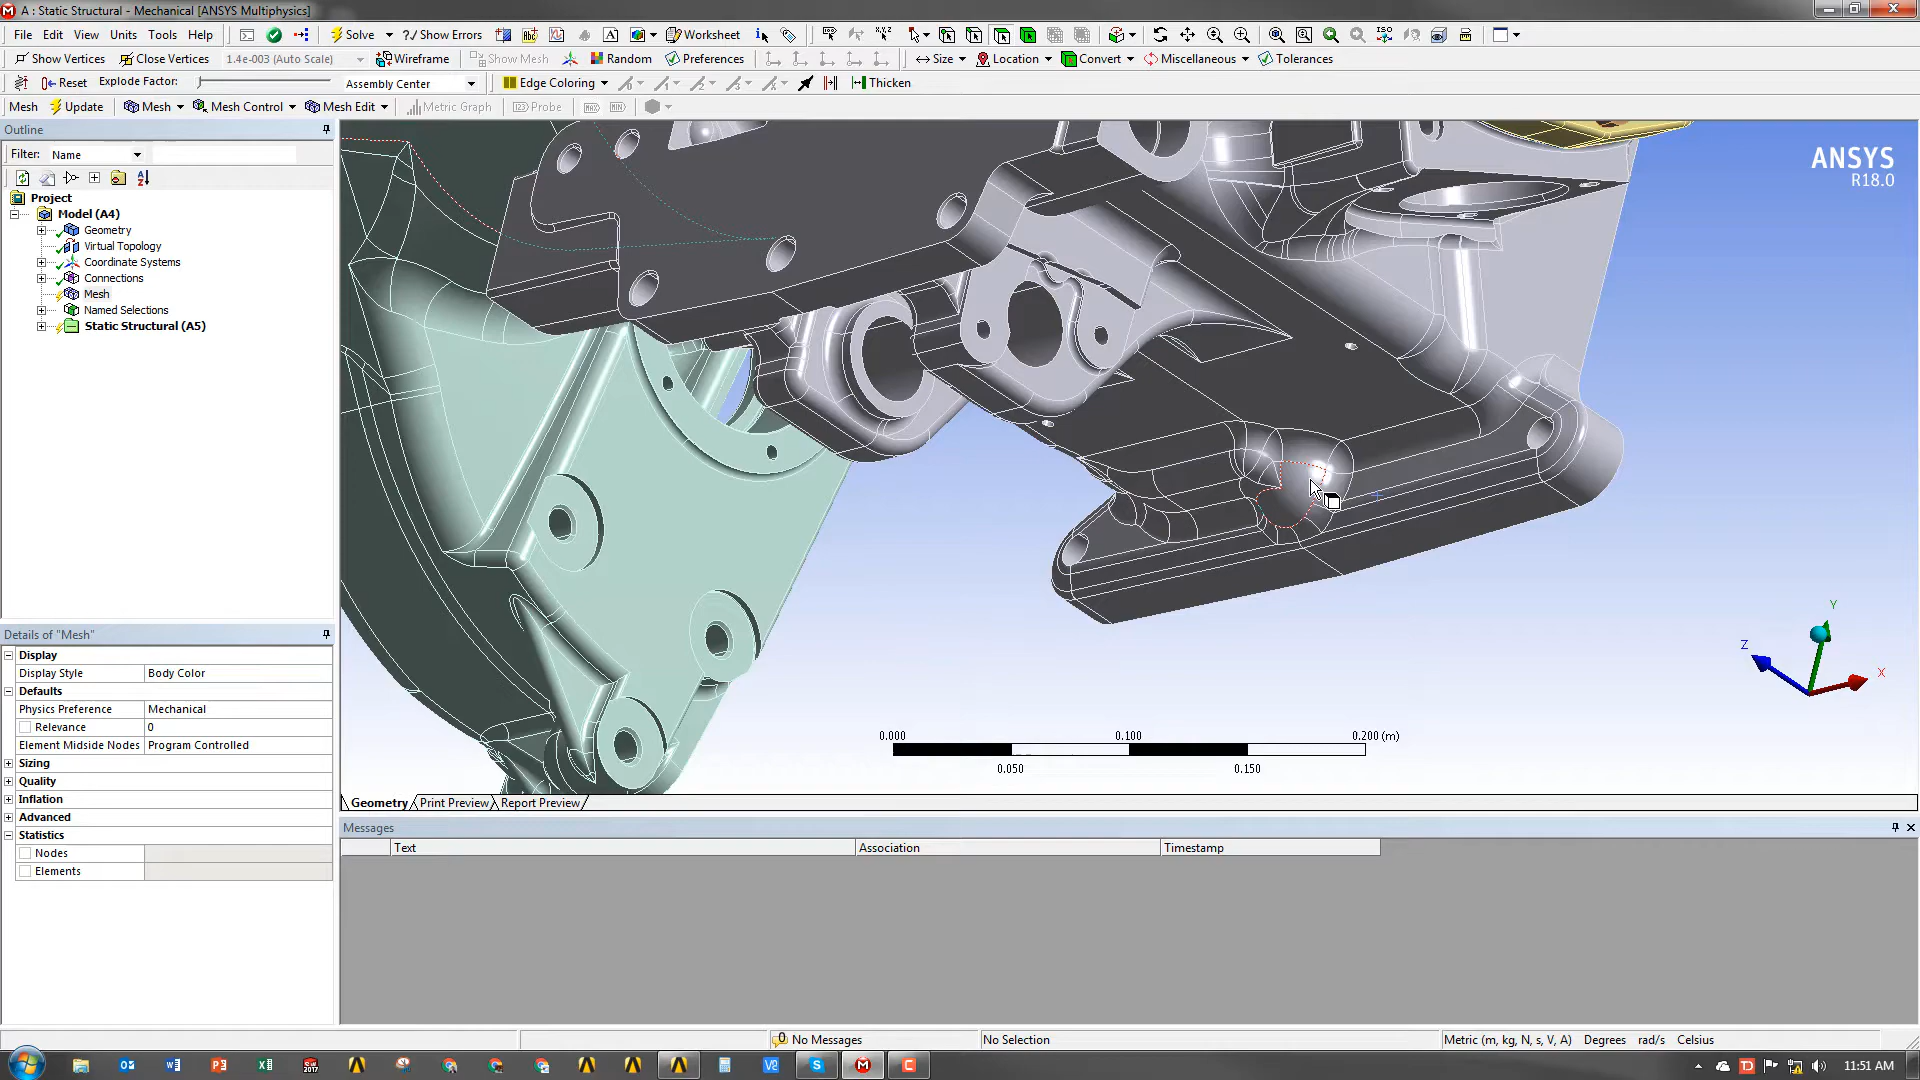 A : Static Structural - Mechanical [ANSYS Multiphysics]
File Edit View Units Tools Help Solve ?/ Show Errors Worksheet
Show Vertices Close Vertices 1.4e-003 (Auto Scale) Wireframe Show Mesh Random Preferences Size Location Convert Miscellaneous Tolerances
Reset Explode Factor: Assembly Center Edge Coloring Thicken
Mesh Update Mesh Mesh Control Mesh Edit Metric Graph Probe MAX MIN
Outline
Filter: Name
Project
Model (A4)
Geometry
Virtual Topology
Coordinate Systems
Connections
Mesh
Named Selections
Static Structural (A5)
Details of "Mesh"
Display
Display Style Body Color
Defaults
Physics Preference Mechanical
Relevance 0
Element Midside Nodes Program Controlled
Sizing
Quality
Inflation
Advanced
Statistics
Nodes
Elements
ANSYS
R18.0
Y
Z
X
0.000 0.100 0.200 (m)
0.050 0.150
Geometry Print Preview Report Preview
Messages
Text Association Timestamp
No Messages No Selection Metric (m, kg, N, s, V, A) Degrees rad/s Celsius
11:51 AM